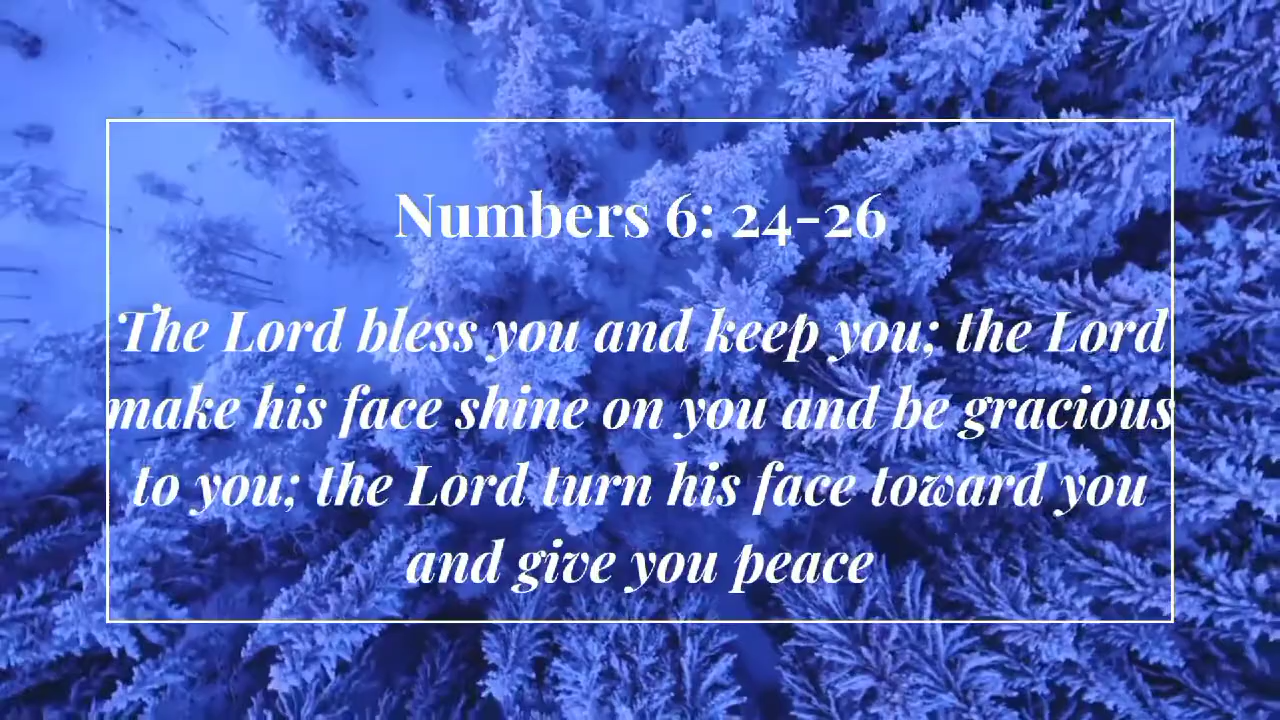 Numbers 6: 24-26
The Lord bless you and keep you; the Lord
make his face shine on you and be gracious
to you; the Lord turn his face toward you
and give you peace